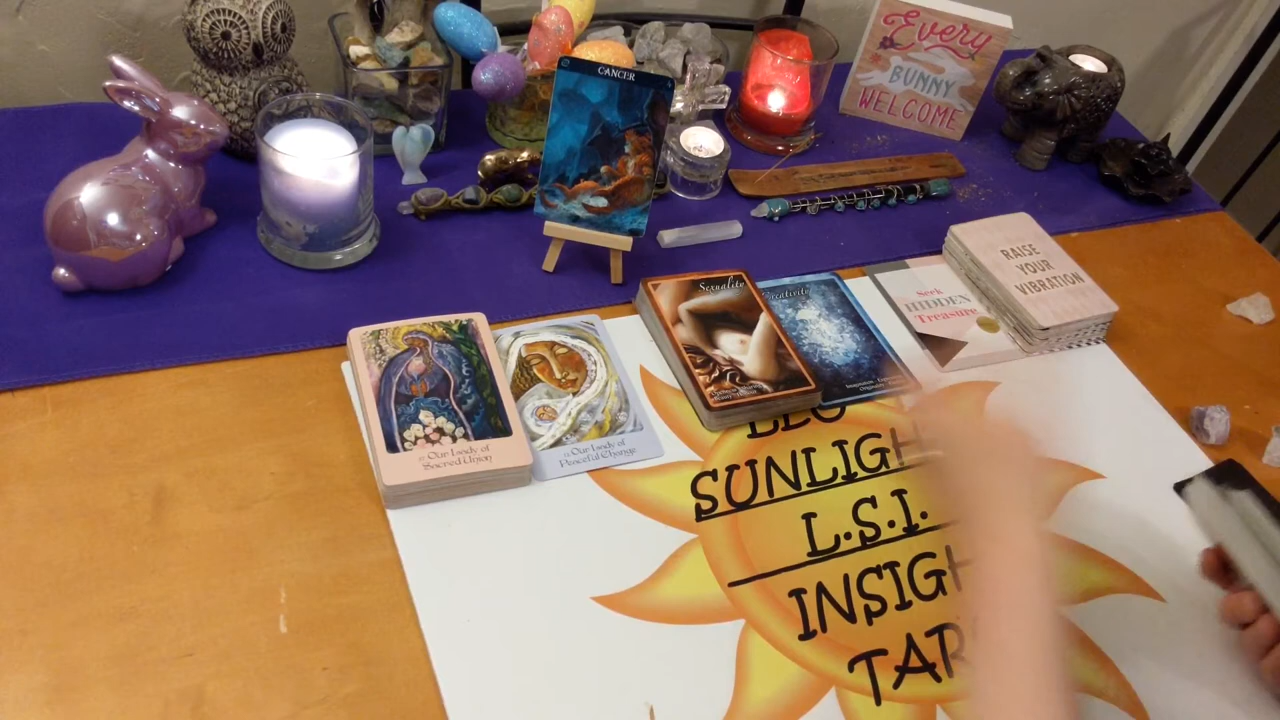 CANCER
Every
BUNNY
WELCOME
RAISE
YOUR
VIBRATION
Seek
HIDDEN
Treasure
Sexuality
Creativity
Our Lady of
Sacred Union
Our Lady of
Peaceful Change
LEO
SUNLIGH
L.S.I.
INSIGH
TAR